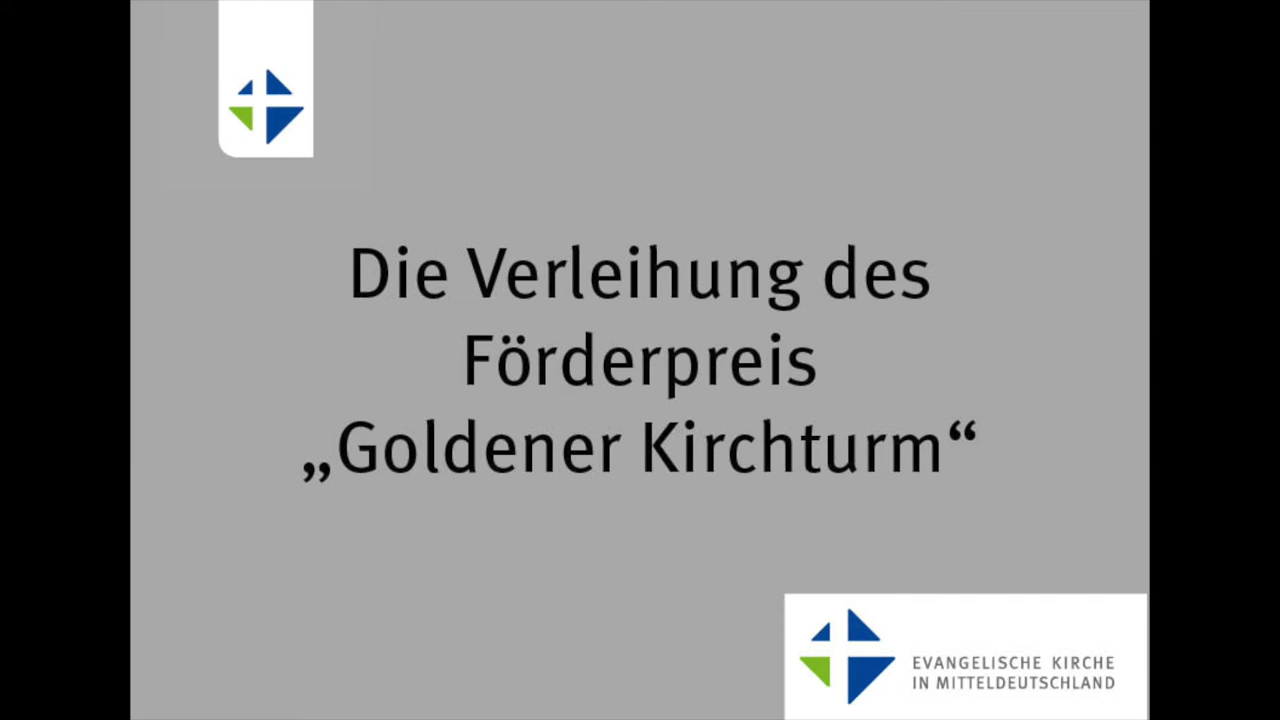 Die Verleihung des
Förderpreis
„Goldener Kirchturm“
EVANGELISCHE KIRCHE
IN MITTELDEUTSCHLAND